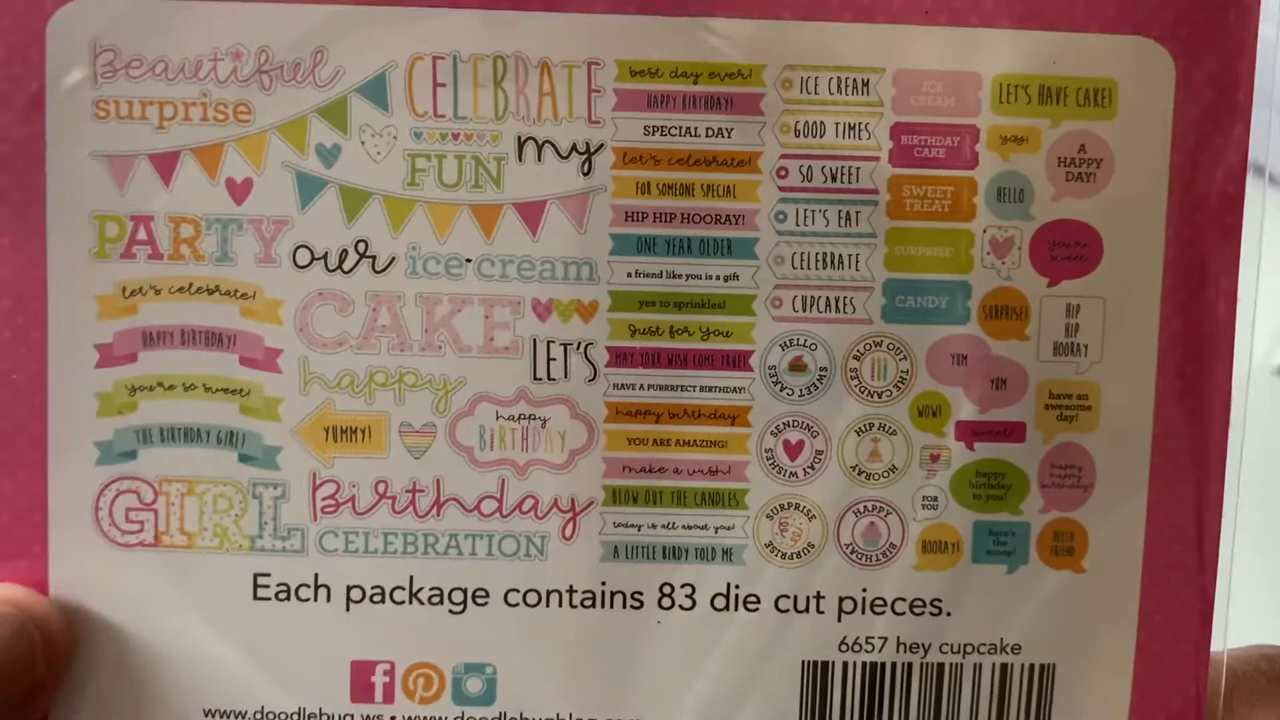 Beautiful
surprise
CELEBRATE
FUN
my
PARTY
our
ice-cream
let's celebrate!
HAPPY BIRTHDAY!
you're so sweet!
THE BIRTHDAY GIRL!
CAKE
LET'S
happy
YUMMY!
happy
BIRTHDAY
GIRL
Birthday
CELEBRATION
best day ever!
HAPPY BIRTHDAY!
SPECIAL DAY
let's celebrate!
FOR SOMEONE SPECIAL
HIP HIP HOORAY!
ONE YEAR OLDER
a friend like you is a gift
yes to sprinkles!
Just for You
MAY YOUR WISH COME TRUE!
HAVE A PURRRFECT BIRTHDAY!
happy birthday
YOU ARE AMAZING!
make a wish!
BLOW OUT THE CANDLES
today is all about you!
A LITTLE BIRDY TOLD ME
ICE CREAM
GOOD TIMES
SO SWEET
LET'S EAT
CELEBRATE
CUPCAKES
ICE
CREAM
BIRTHDAY
CAKE
SWEET
TREAT
SURPRISE!
CANDY
LET'S HAVE CAKE!
yay!
A
HAPPY
DAY!
HELLO
you're
sweet
SURPRISE!
HIP
HIP
HOORAY
HELLO
SWEET CAKES
BLOW OUT
THE CANDLES
SENDING
BDAY WISHES
HIP HIP
HOORAY
SURPRISE
SURPRISE
HAPPY
BIRTHDAY
YUM
YUM
WOW!
sweet!
have an
awesome
day!
happy
birthday
to you!
happy
happy
birthday!
FOR
YOU
HOORAY!
here's
the
scoop!
HELLO
FRIEND
Each package contains 83 die cut pieces.
6657 hey cupcake
f
www.doodlebug.ws • www.doodlebugblog.com